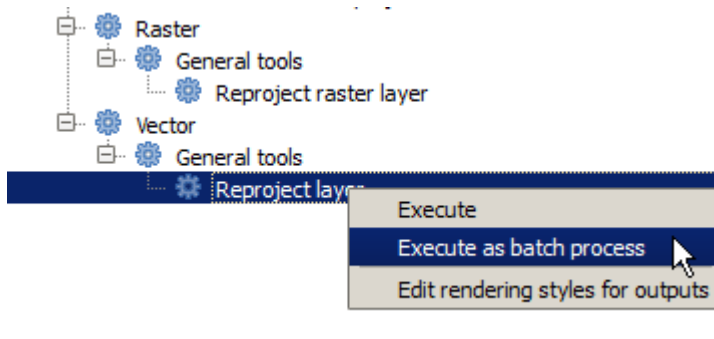 Raster
General tools
Reproject raster layer
Vector
General tools
Reproject layer
Execute
Execute as batch process
Edit rendering styles for outputs